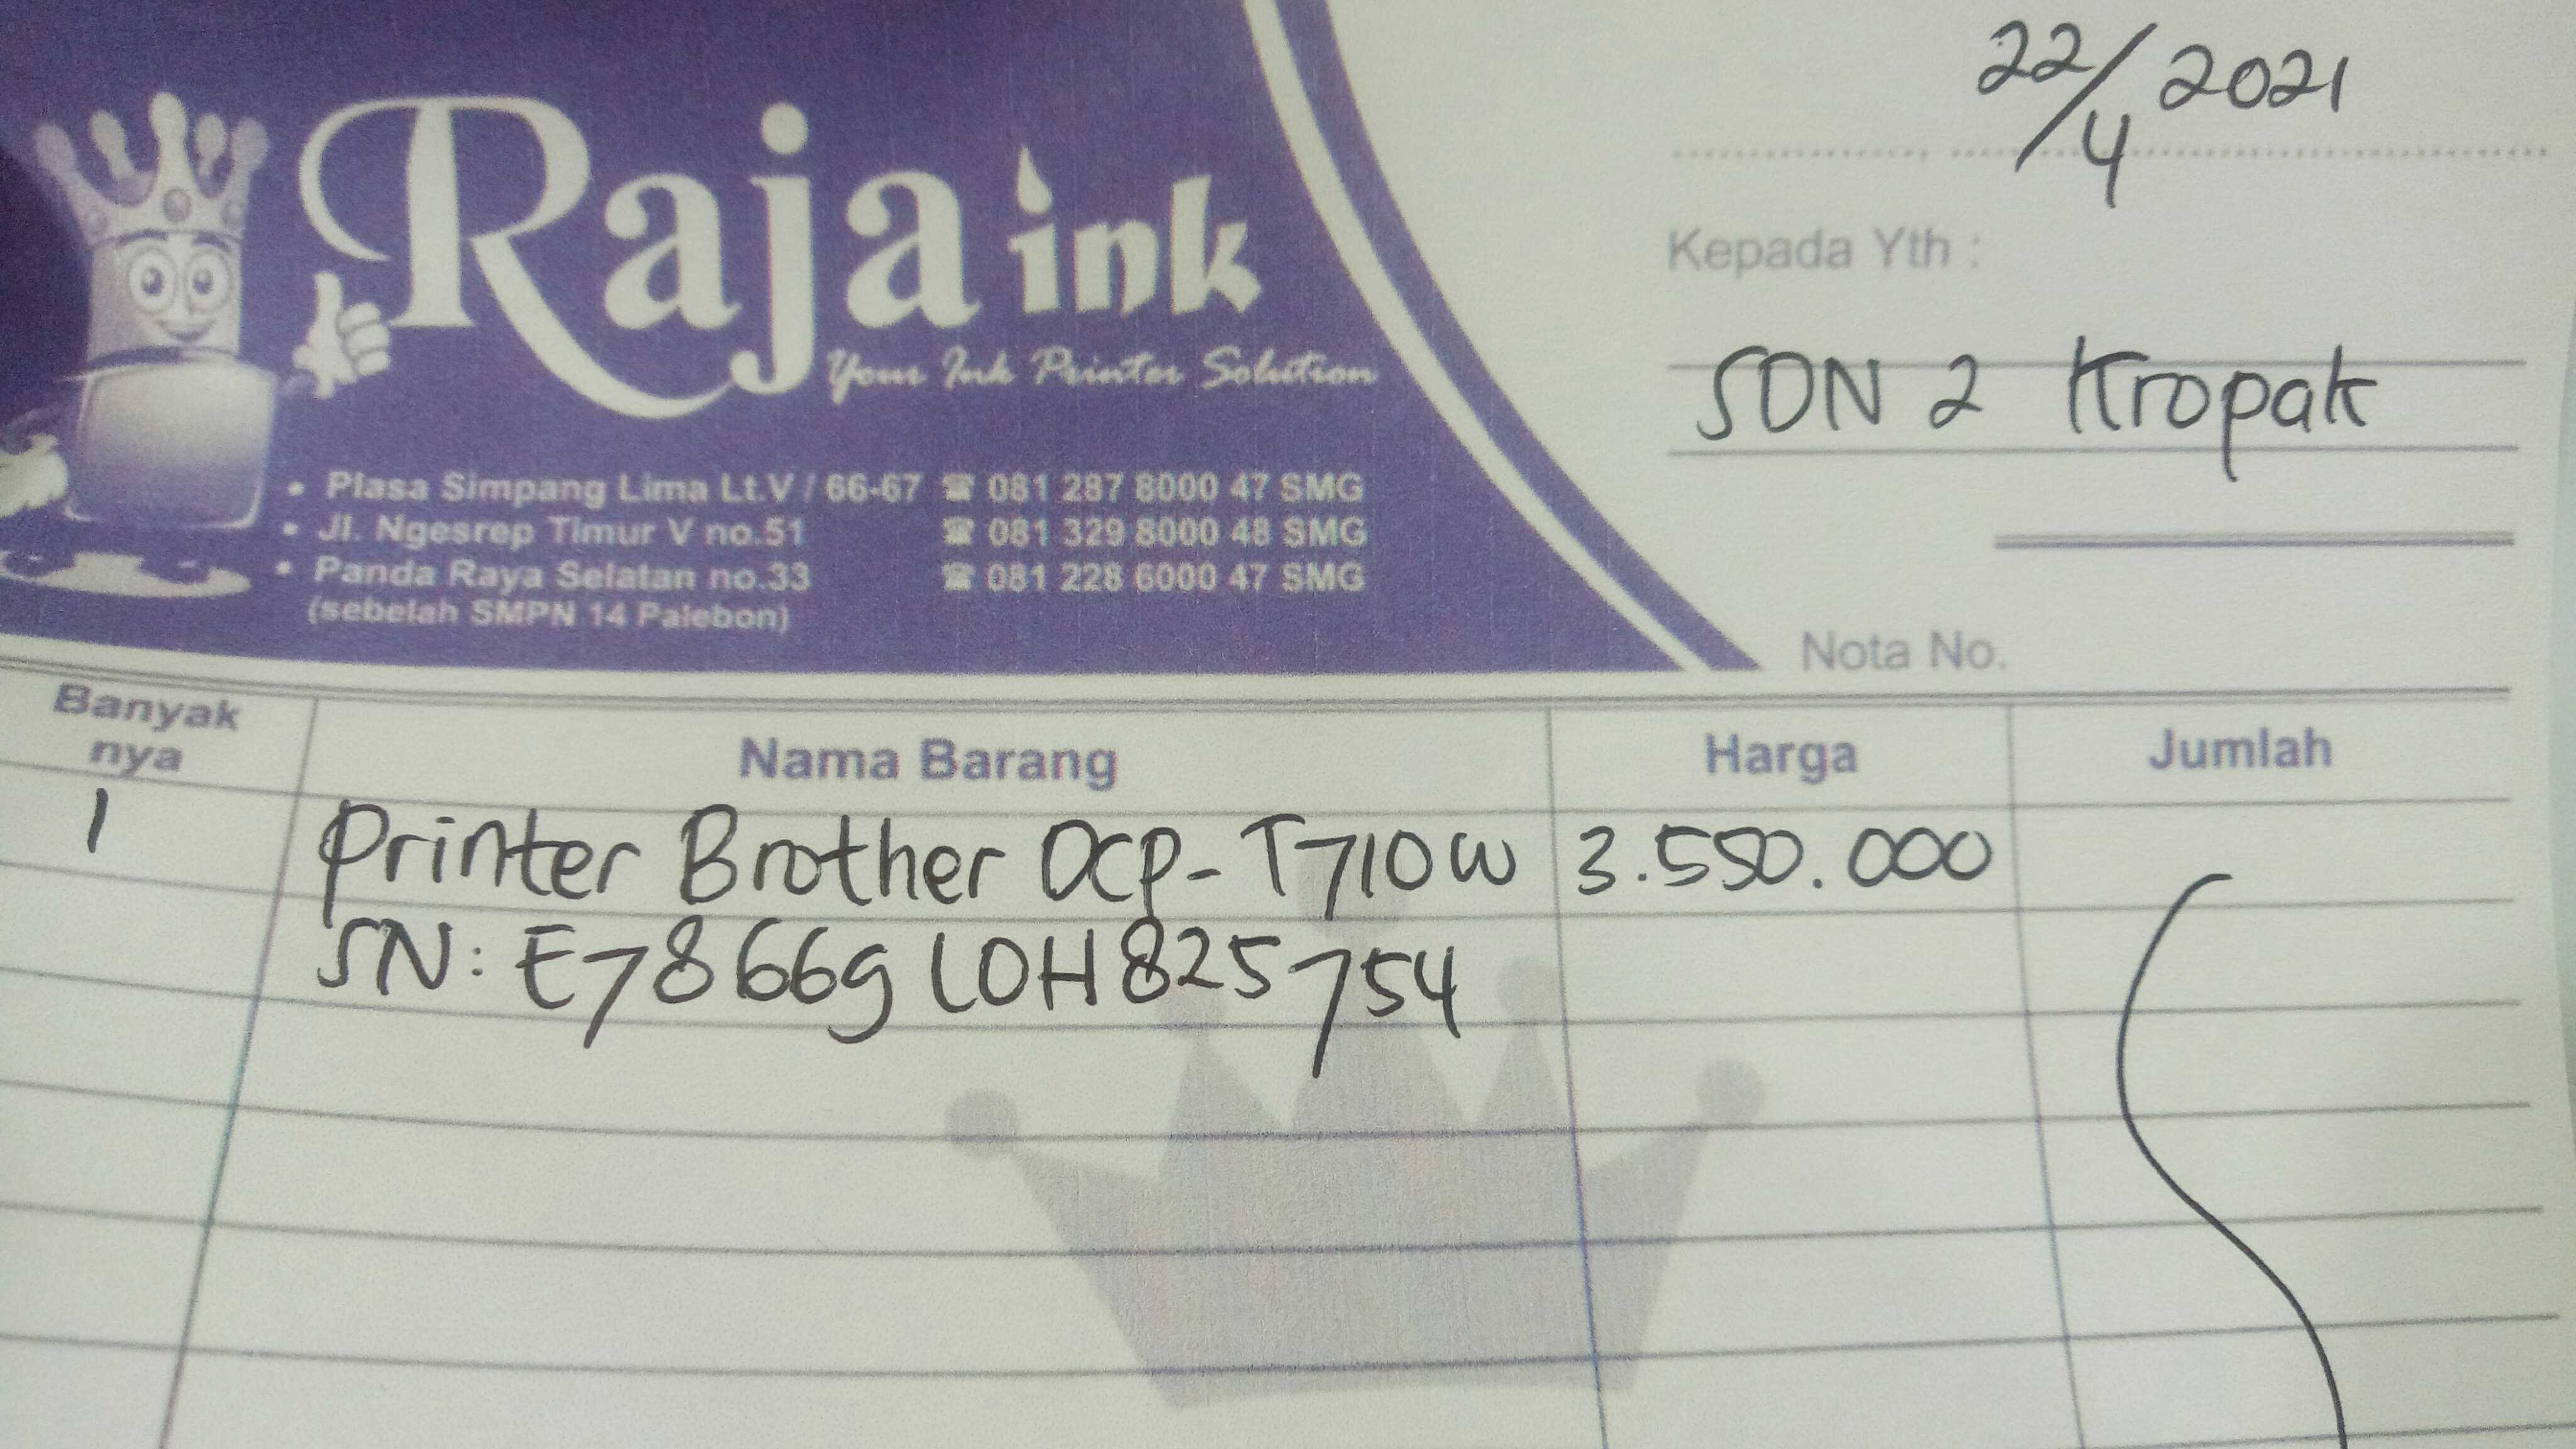 22/4 2021
Raja ink
Your Ink Printer Solution
Kepada Yth :
SDN 2 Kropak
• Plasa Simpang Lima Lt.V / 66-67 ☎ 081 287 8000 47 SMG
• Jl. Ngesrep Timur V no.51 ☎ 081 329 8000 48 SMG
• Panda Raya Selatan no.33 ☎ 081 228 6000 47 SMG
(sebelah SMPN 14 Palebon)
Nota No.
Banyak
nya
Nama Barang
Harga
Jumlah
1 Printer Brother DCP-T710W 3.550.000
SN: E78669L0H825754